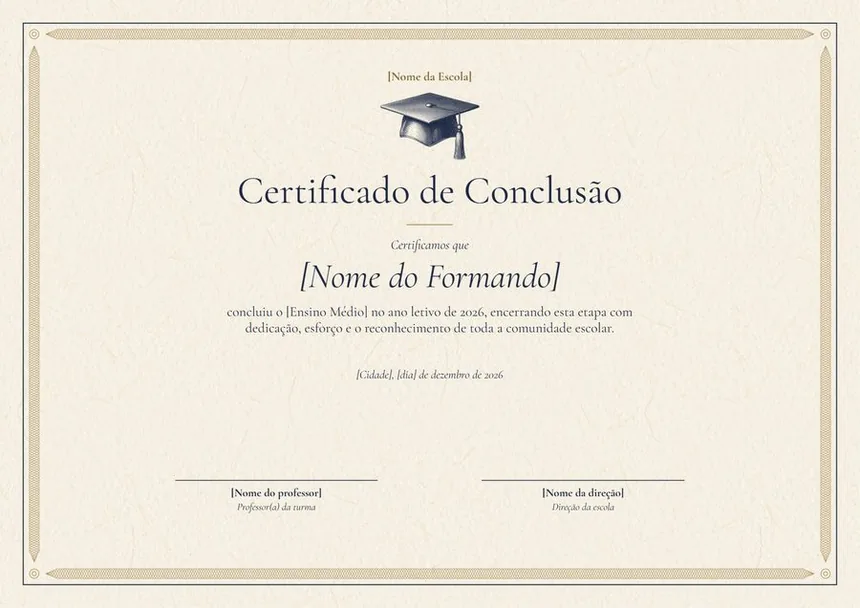 [Nome da Escola]
Certificado de Conclusão
Certificamos que
[Nome do Formando]
concluiu o [Ensino Médio] no ano letivo de 2026, encerrando esta etapa com
dedicação, esforço e o reconhecimento de toda a comunidade escolar.
[Cidade], [dia] de dezembro de 2026
[Nome do professor]
Professor(a) da turma
[Nome da direção]
Direção da escola